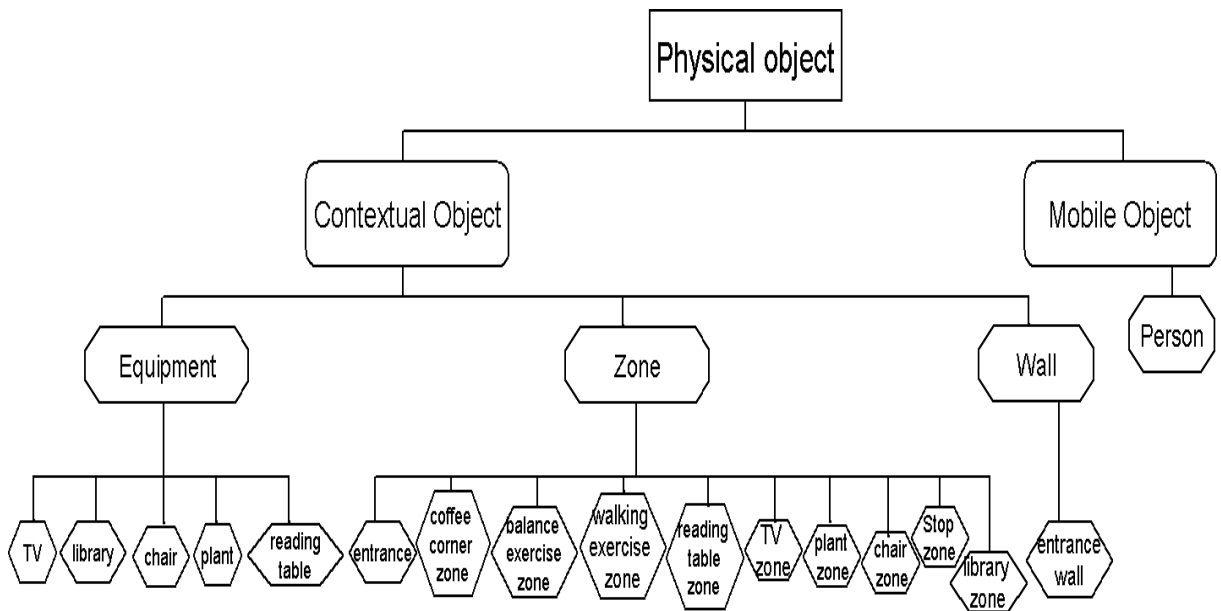 Physical object
Contextual Object
Mobile Object
Equipment
Zone
Wall
Person
TV
library
chair
plant
reading
table
entrance
coffee
corner
zone
balance
exercise
zone
walking
exercise
zone
reading
table
zone
TV
zone
plant
zone
chair
zone
Stop
zone
library
zone
entrance
wall